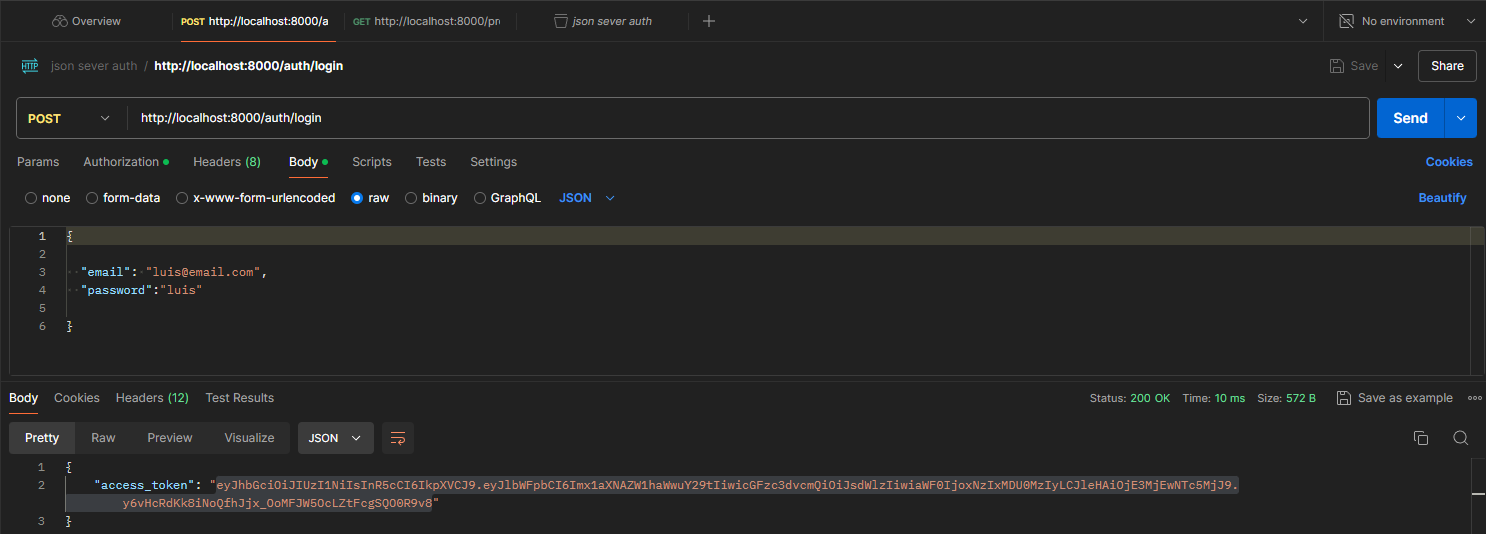 Overview POST http://localhost:8000/a GET http://localhost:8000/pr json sever auth No environment
HTTP json sever auth / http://localhost:8000/auth/login Save Share
POST http://localhost:8000/auth/login Send
Params Authorization Headers (8) Body Scripts Tests Settings Cookies
none form-data x-www-form-urlencoded raw binary GraphQL JSON Beautify
1 {
2
3 "email": "luis@email.com",
4 "password":"luis"
5
6 }
Body Cookies Headers (12) Test Results Status: 200 OK Time: 10 ms Size: 572 B Save as example
Pretty Raw Preview Visualize JSON
1 {
2 "access_token": "eyJhbGciOiJIUzI1NiIsInR5cCI6IkpXVCJ9.eyJlbWFpbCI6Imx1aXNAZW1haWwuY29tIiwicGFzc3dvcmQiOiJsdWlzIiwiaWF0IjoxNzIxMDU0MzIyLCJleHAiOjE3MjEwNTc5MjJ9.
y6vHcRdKk8iNoQfhJjx_OoMFJW5OcLZtFcgSQO0R9v8"
3 }